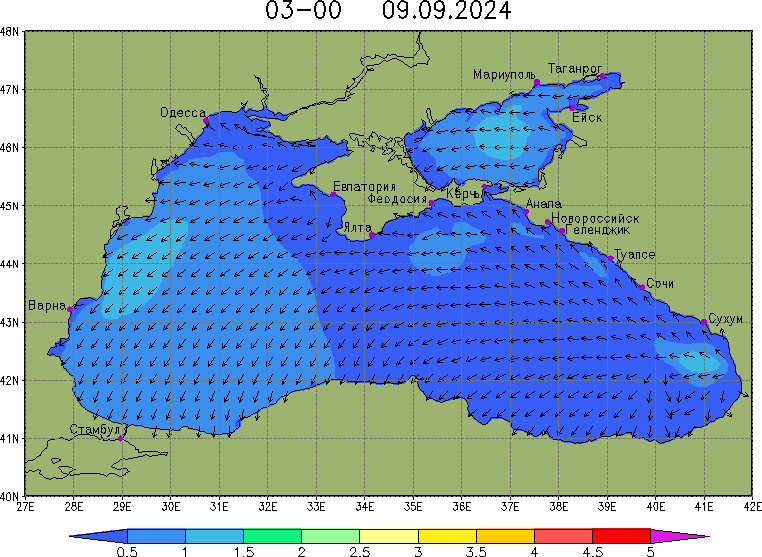 03-00 09.09.2024
48N
47N
46N
45N
44N
43N
42N
41N
40N
Таганрог
Мариуполь
Ейск
Одесса
Евпатория
Керчь
Феодосия
Анапа
Новороссийск
Ялта
Геленджик
Туапсе
Сочи
Варна
Сухум
Стамбул
27E 28E 29E 30E 31E 32E 33E 34E 35E 36E 37E 38E 39E 40E 41E 42E
0.5 1 1.5 2 2.5 3 3.5 4 4.5 5